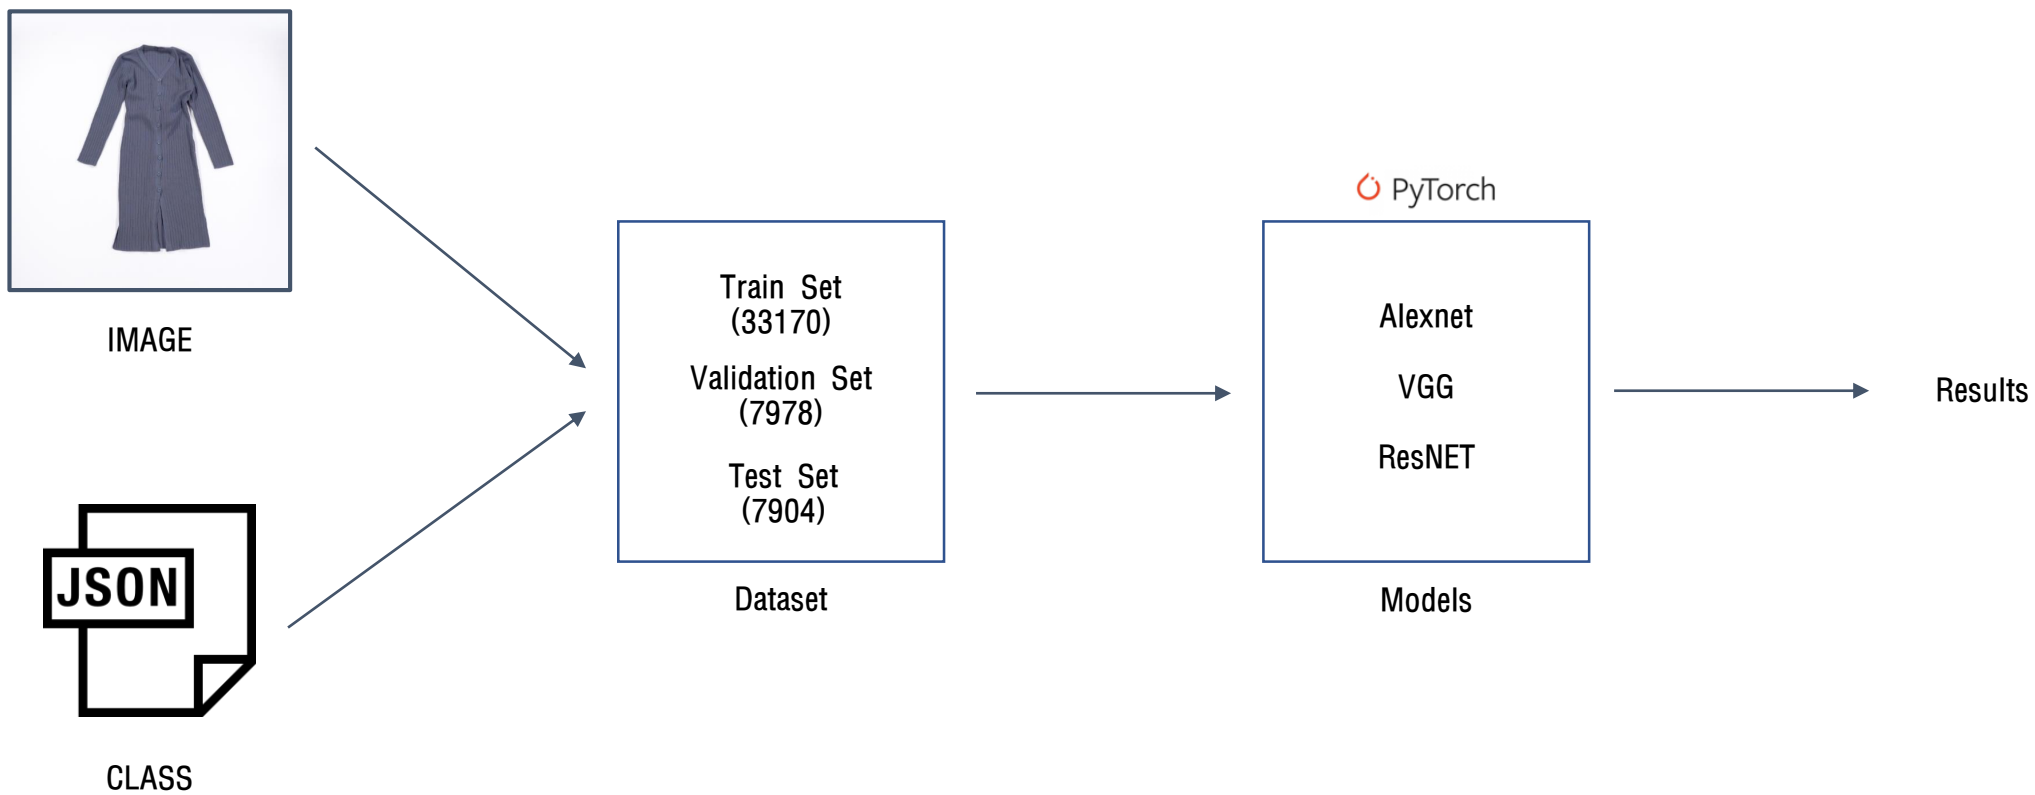 IMAGE
JSON
CLASS
Train Set
(33170)
Validation Set
(7978)
Test Set
(7904)
Dataset
PyTorch
Alexnet
VGG
ResNET
Models
Results